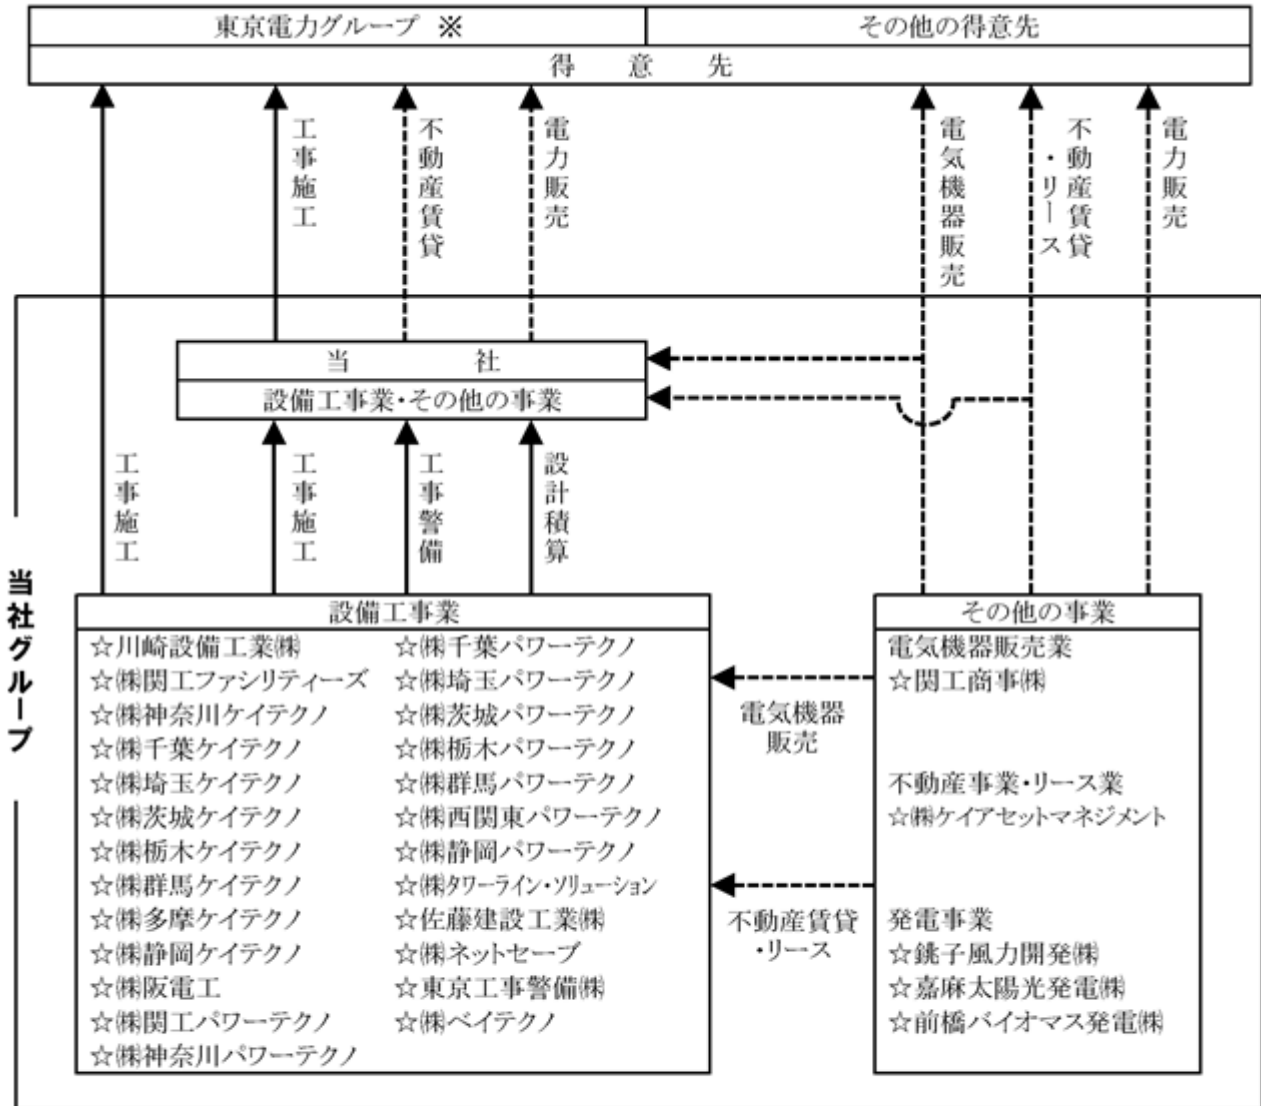 東京電力グループ ※
その他の得意先
得 意 先
工事施工
不動産賃貸
電力販売
電気機器販売
不動産賃貸
・リース
電力販売
当 社
設備工事業・その他の事業
工事施工
工事施工
工事警備
設計積算
当社グループ
設備工事業
☆川崎設備工業㈱
☆㈱関工ファシリティーズ
☆㈱神奈川ケイテクノ
☆㈱千葉ケイテクノ
☆㈱埼玉ケイテクノ
☆㈱茨城ケイテクノ
☆㈱栃木ケイテクノ
☆㈱群馬ケイテクノ
☆㈱多摩ケイテクノ
☆㈱静岡ケイテクノ
☆㈱阪電工
☆㈱関工パワーテクノ
☆㈱神奈川パワーテクノ
☆㈱千葉パワーテクノ
☆㈱埼玉パワーテクノ
☆㈱茨城パワーテクノ
☆㈱栃木パワーテクノ
☆㈱群馬パワーテクノ
☆㈱西関東パワーテクノ
☆㈱静岡パワーテクノ
☆㈱タワーライン・ソリューション
☆佐藤建設工業㈱
☆㈱ネットセーブ
☆東京工事警備㈱
☆㈱ベイテクノ
電気機器
販売
不動産賃貸
・リース
その他の事業
電気機器販売業
☆関工商事㈱
不動産事業・リース業
☆㈱ケイアセットマネジメント
発電事業
☆銚子風力開発㈱
☆嘉麻太陽光発電㈱
☆前橋バイオマス発電㈱